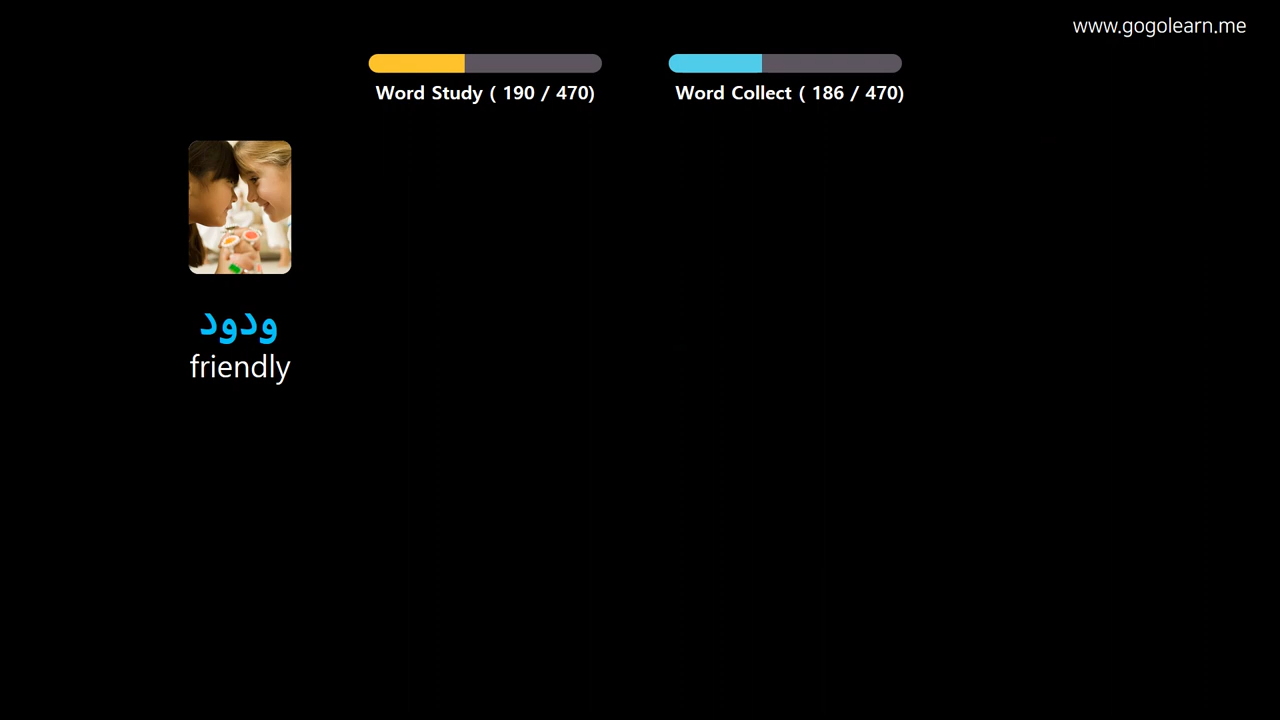 www.gogolearn.me
Word Study ( 190 / 470)
Word Collect ( 186 / 470)
ودود
friendly